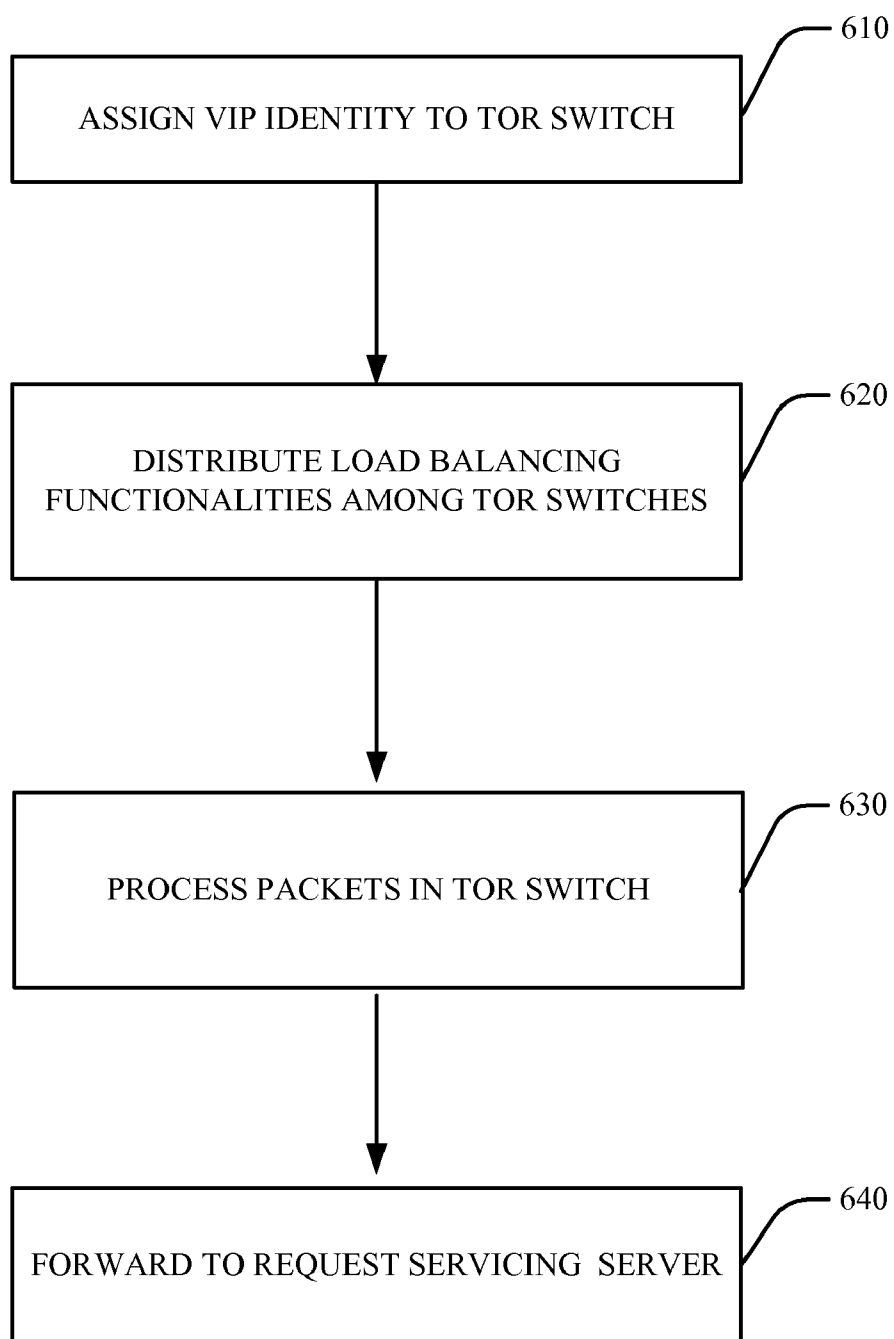 610
ASSIGN VIP IDENTITY TO TOR SWITCH
620
DISTRIBUTE LOAD BALANCING
FUNCTIONALITIES AMONG TOR SWITCHES
630
PROCESS PACKETS IN TOR SWITCH
640
FORWARD TO REQUEST SERVICING SERVER